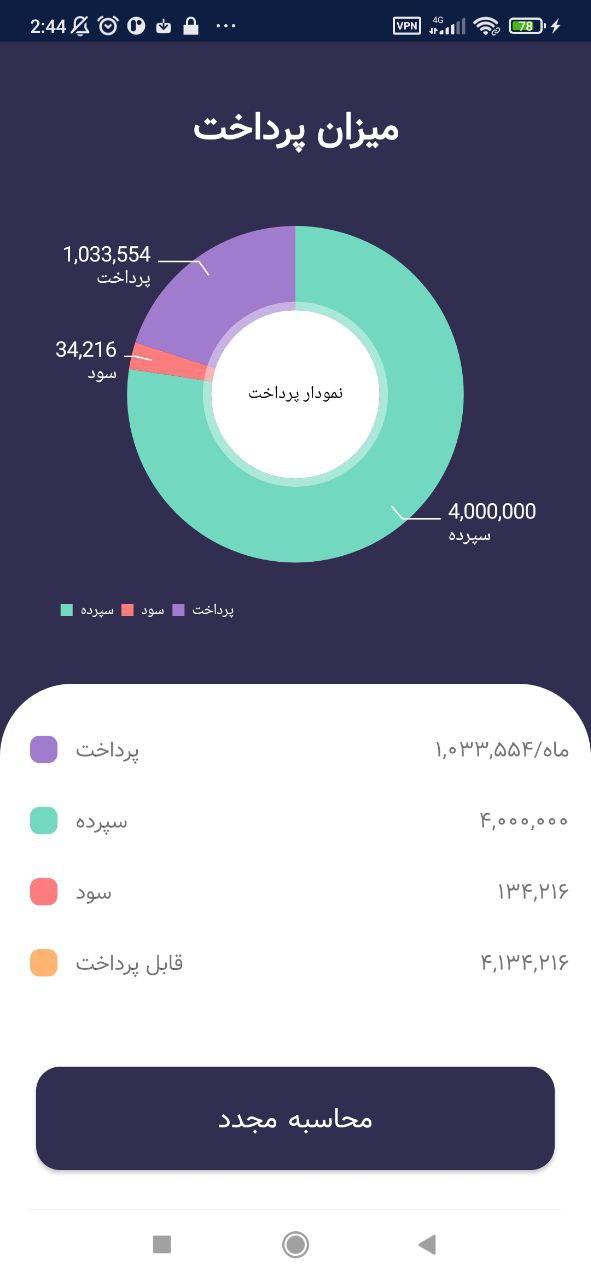 2:44
VPN
4G
78
میزان پرداخت
1,033,554
پرداخت
34,216
سود
نمودار پرداخت
4,000,000
سپرده
سپرده سود پرداخت
پرداخت ۱,۰۳۳,۵۵۴/ماه
سپرده ۴,۰۰۰,۰۰۰
سود ۱۳۴,۲۱۶
قابل پرداخت ۴,۱۳۴,۲۱۶
محاسبه مجدد